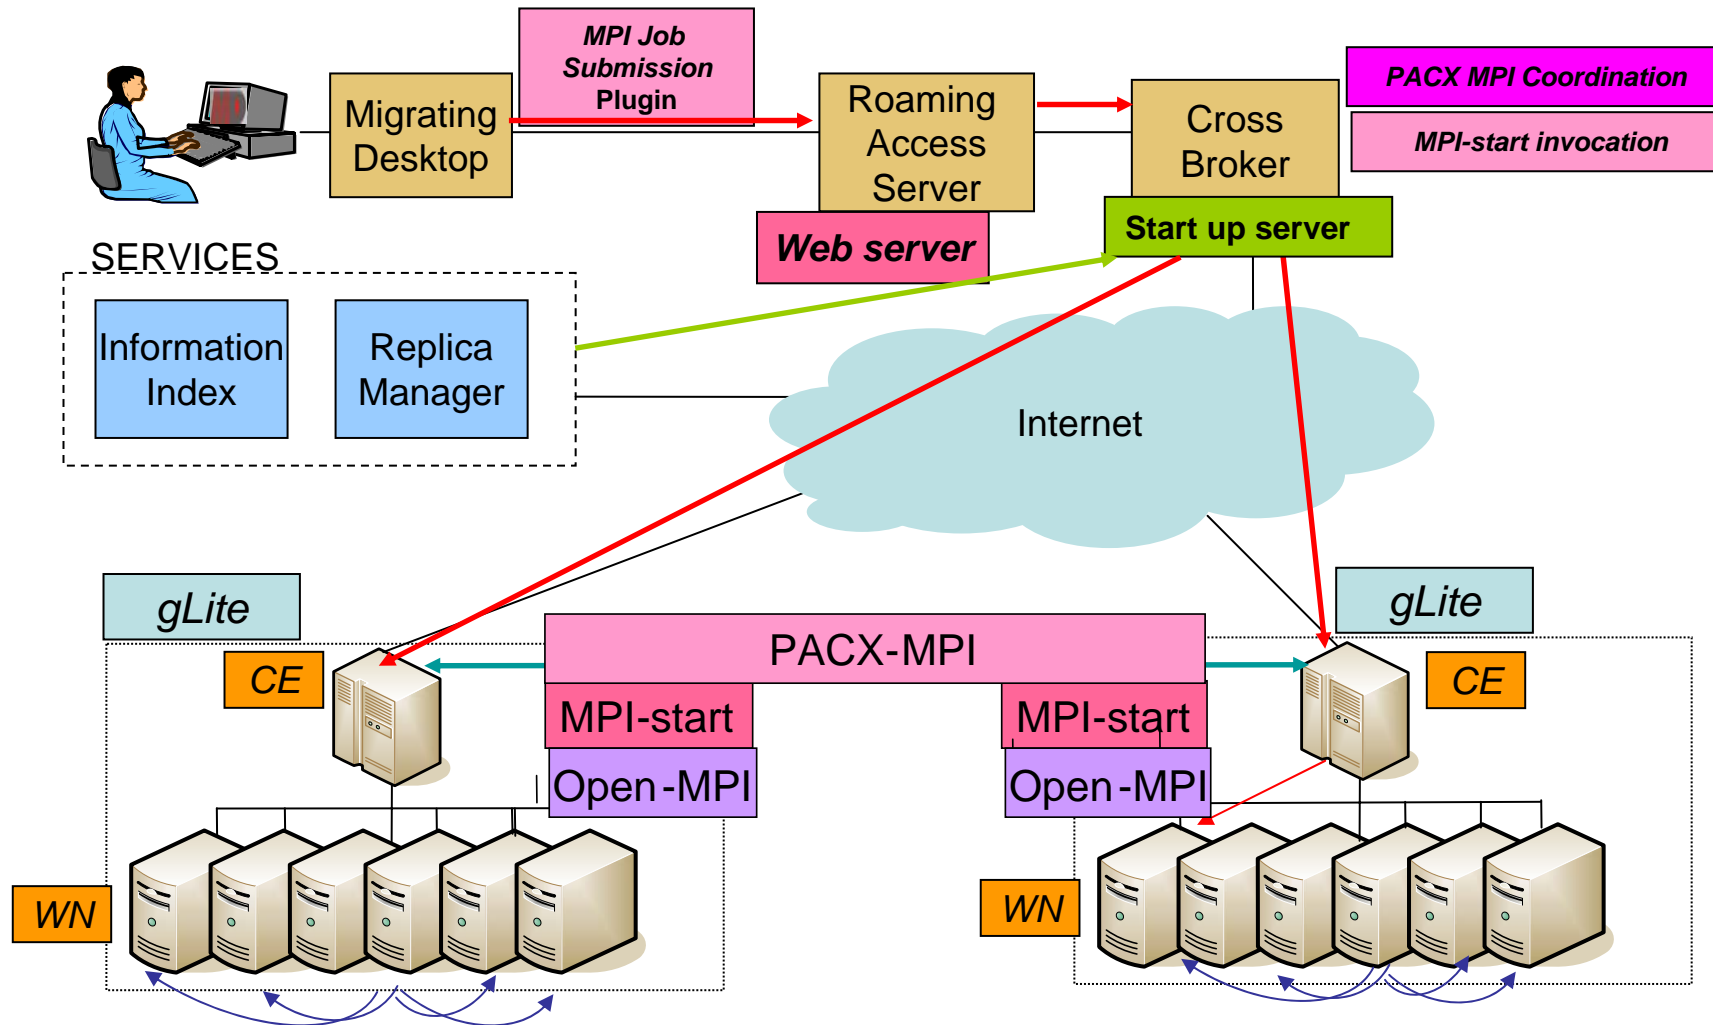 MPI Job
Submission
Plugin
Migrating
Desktop
Roaming
Access
Server
Cross
Broker
PACX MPI Coordination
MPI-start invocation
Web server
Start up server
SERVICES
Information
Index
Replica
Manager
Internet
gLite
gLite
PACX-MPI
CE
CE
MPI-start
MPI-start
Open-MPI
Open-MPI
WN
WN